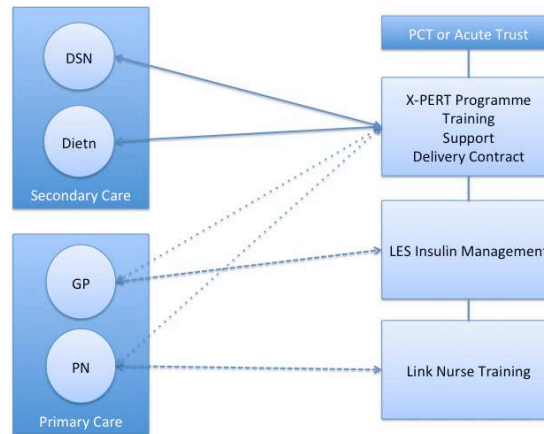 DSN
Dietn
Secondary Care
GP
PN
Primary Care
PCT or Acute Trust
X-PERT Programme
Training
Support
Delivery Contract
LES Insulin Management
Link Nurse Training